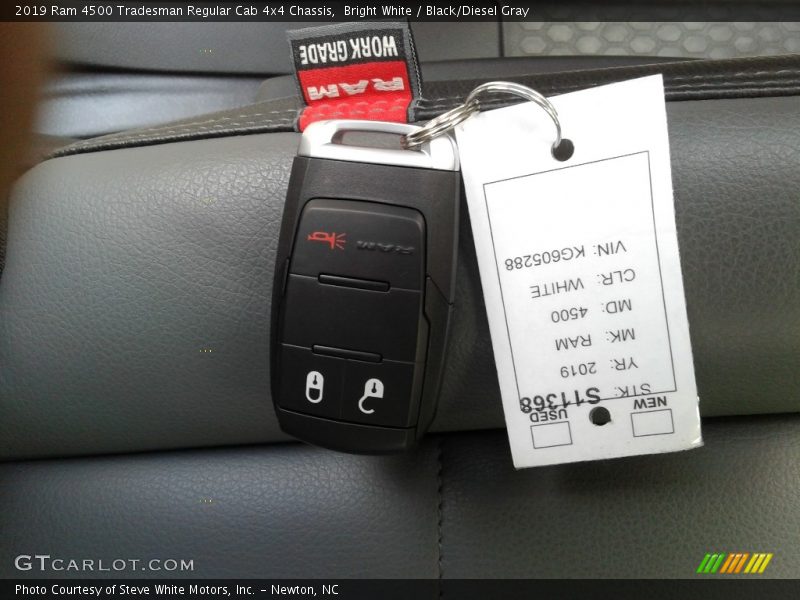 2019 Ram 4500 Tradesman Regular Cab 4x4 Chassis,  Bright White / Black/Diesel Gray
WORK GRADE
RAM
RAM
VIN: KG605288
CLR: WHITE
MD: 4500
MK: RAM
YR: 2019
STK: S11368
NEW USED
GTCARLOT.COM
Photo Courtesy of Steve White Motors, Inc. – Newton, NC